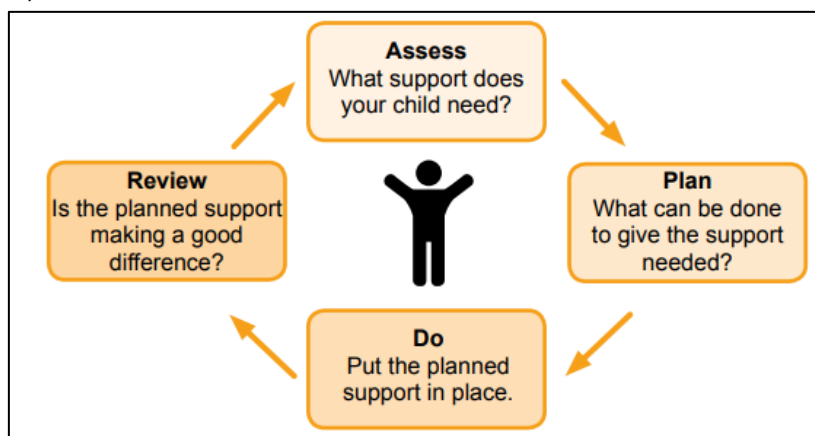 Assess
What support does
your child need?
Plan
What can be done
to give the support
needed?
Do
Put the planned
support in place.
Review
Is the planned support
making a good
difference?